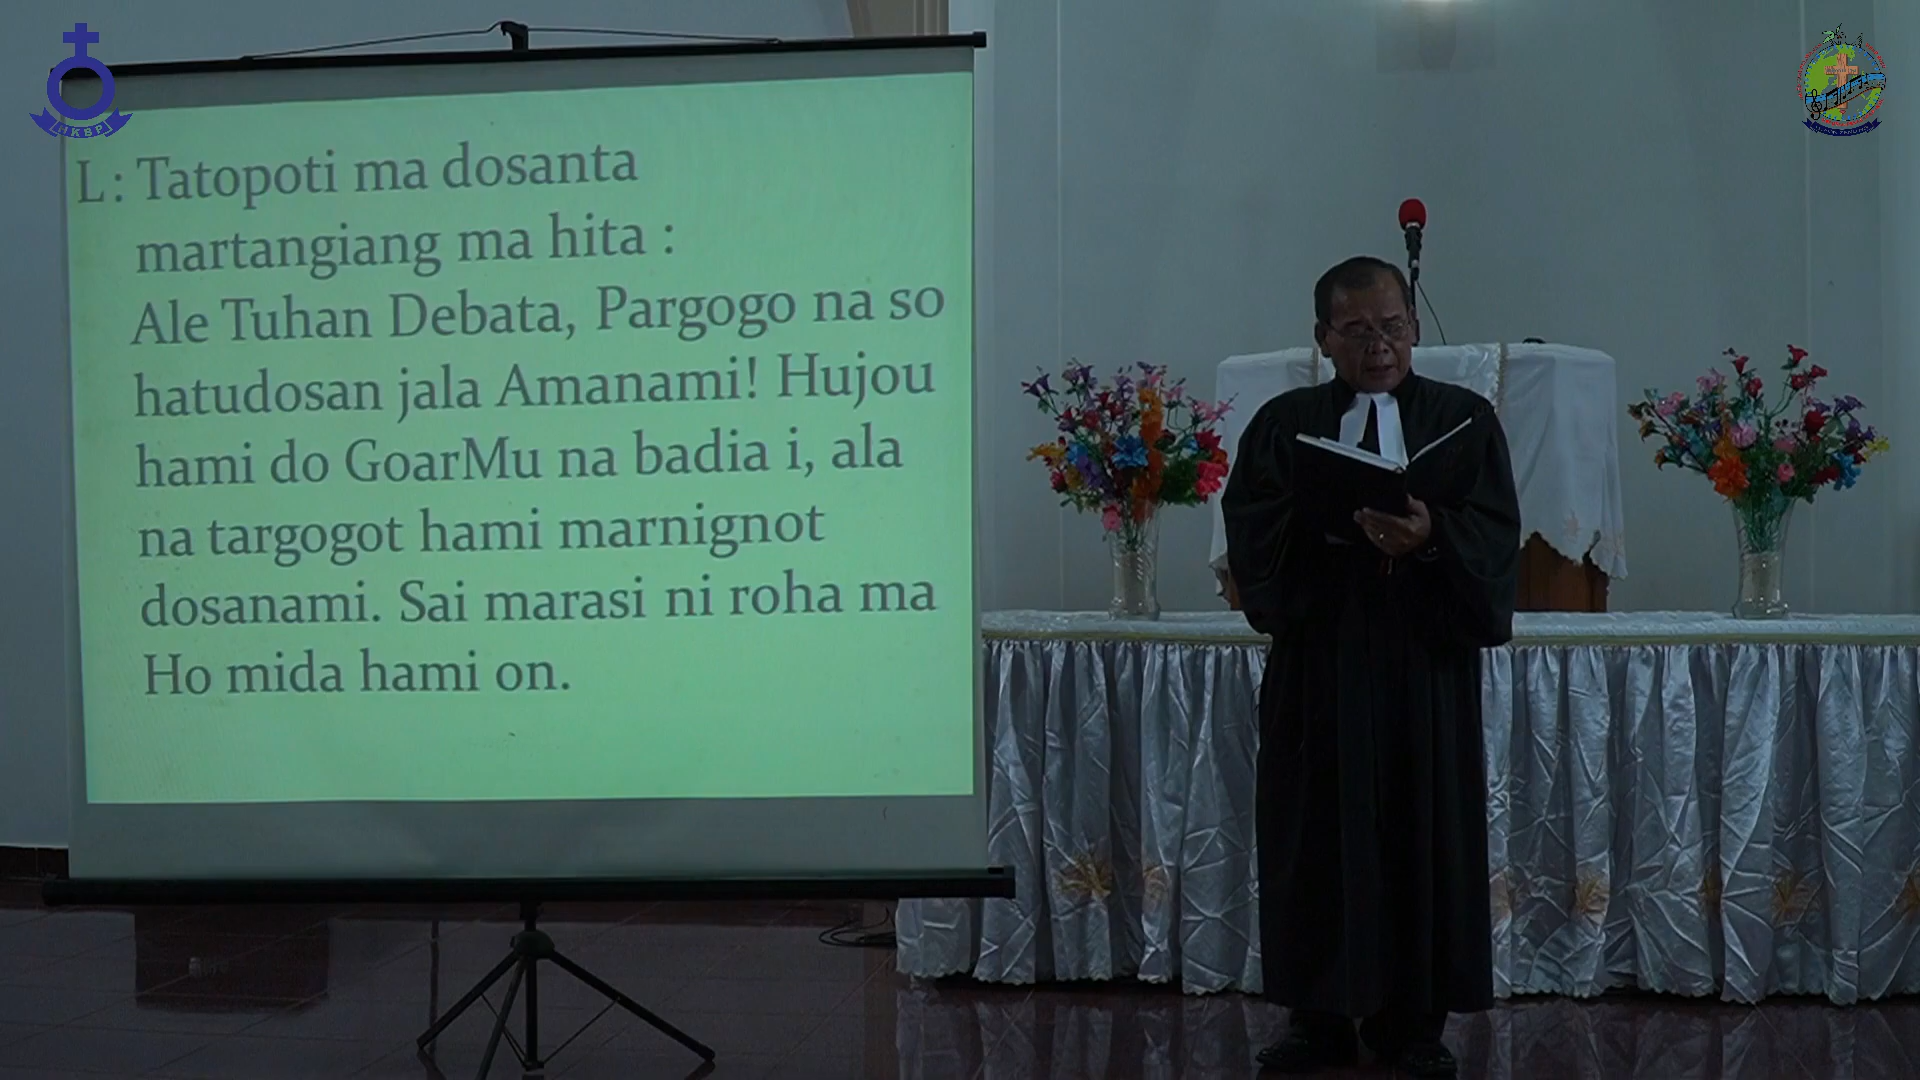 HKBP
L : Tatopoti ma dosanta
martangiang ma hita :
Ale Tuhan Debata, Pargogo na so
hatudosan jala Amanami! Hujou
hami do GoarMu na badia i, ala
na targogot hami marnignot
dosanami. Sai marasi ni roha ma
Ho mida hami on.